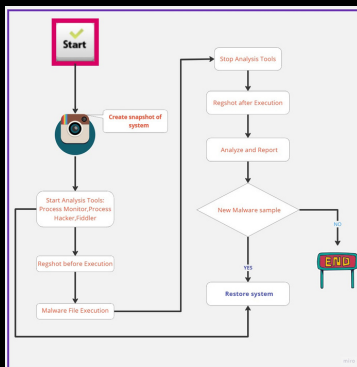 Start
Create snapshot of
system
Start Analysis Tools:
Process Monitor,Process
Hacker,Fiddler
Regshot before Execution
Malware File Execution
Stop Analysis Tools
Regshot after Execution
Analyze and Report
New Malware sample
NO
END
YES
Restore system
miro